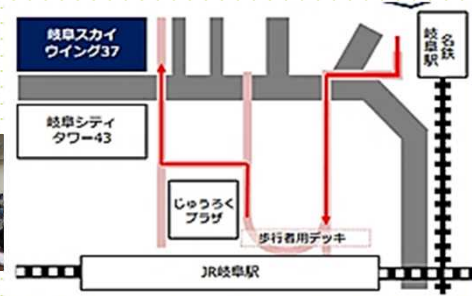 岐阜スカイ
ウイング37
名鉄
岐阜駅
岐阜シティ
タワー43
じゅうろく
プラザ
歩行者用デッキ
JR岐阜駅